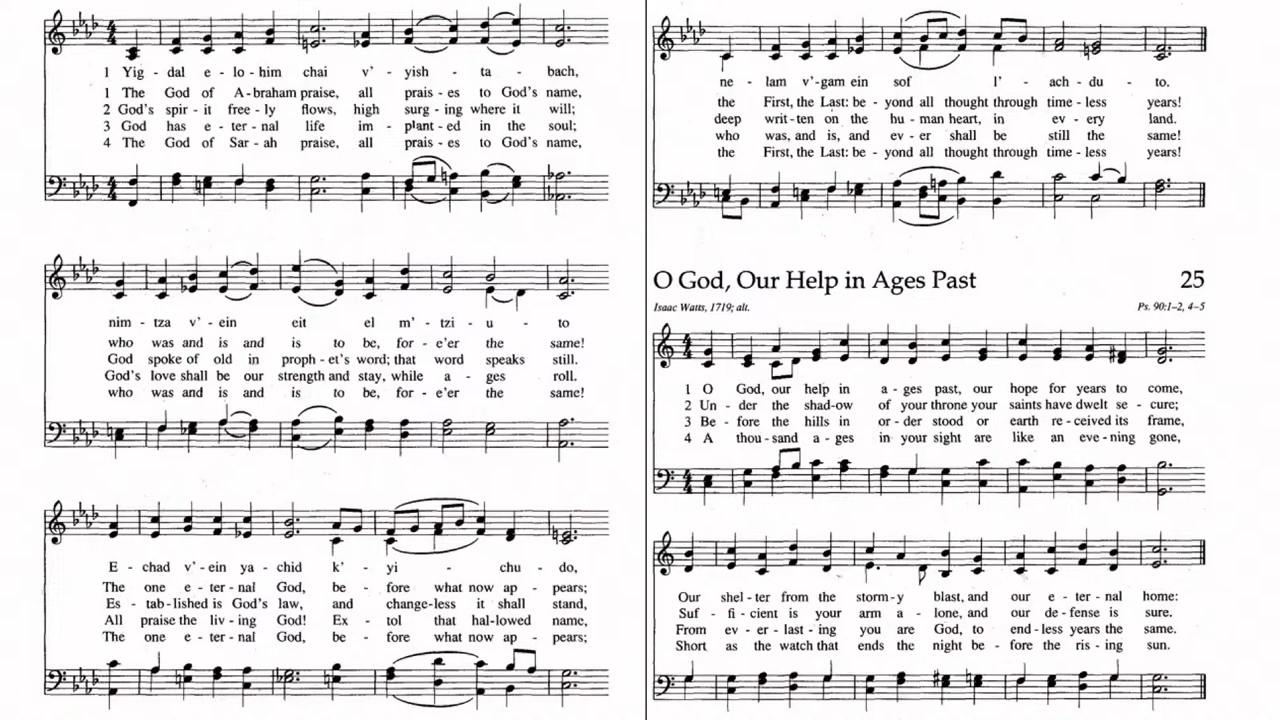 1 Yig - dal e - lo - him chai v' - yish - ta - bach,
1 The God of A - braham praise, all prais - es to God's name,
2 God's spir - it free - ly flows, high surg - ing where it will;
3 God has e - ter - nal life im - plant - ed in the soul;
4 The God of Sar - ah praise, all prais - es to God's name,
nim - tza v' - ein eit el m' - tzi - u - to
who was and is and is to be, for - e'er the same!
God spoke of old in proph - et's word; that word speaks still.
God's love shall be our strength and stay, while a - ges roll.
who was and is and is to be, for - e'er the same!
E - chad v' - ein ya - chid k' - yi - chu - do,
The one e - ter - nal God, be - fore what now ap - pears;
Es - tab - lished is God's law, and change - less it shall stand,
All praise the liv - ing God! Ex - tol that hal - lowed name,
The one e - ter - nal God, be - fore what now ap - pears;
ne - lam v'-gam ein sof l' - ach - du - to.
the First, the Last: be - yond all thought through time - less years!
deep writ - ten on the hu - man heart, in ev - ery land.
who was, and is, and ev - er shall be still the same!
the First, the Last: be - yond all thought through time - less years!
O God, Our Help in Ages Past 25
Isaac Watts, 1719; alt. Ps. 90:1–2, 4–5
1 O God, our help in a - ges past, our hope for years to come,
2 Un - der the shad - ow of your throne your saints have dwelt se - cure;
3 Be - fore the hills in or - der stood or earth re - ceived its frame,
4 A thou - sand a - ges in your sight are like an eve - ning gone,
Our shel - ter from the storm - y blast, and our e - ter - nal home:
Suf - fi - cient is your arm a - lone, and our de - fense is sure.
From ev - er - last - ing you are God, to end - less years the same.
Short as the watch that ends the night be - fore the ris - ing sun.